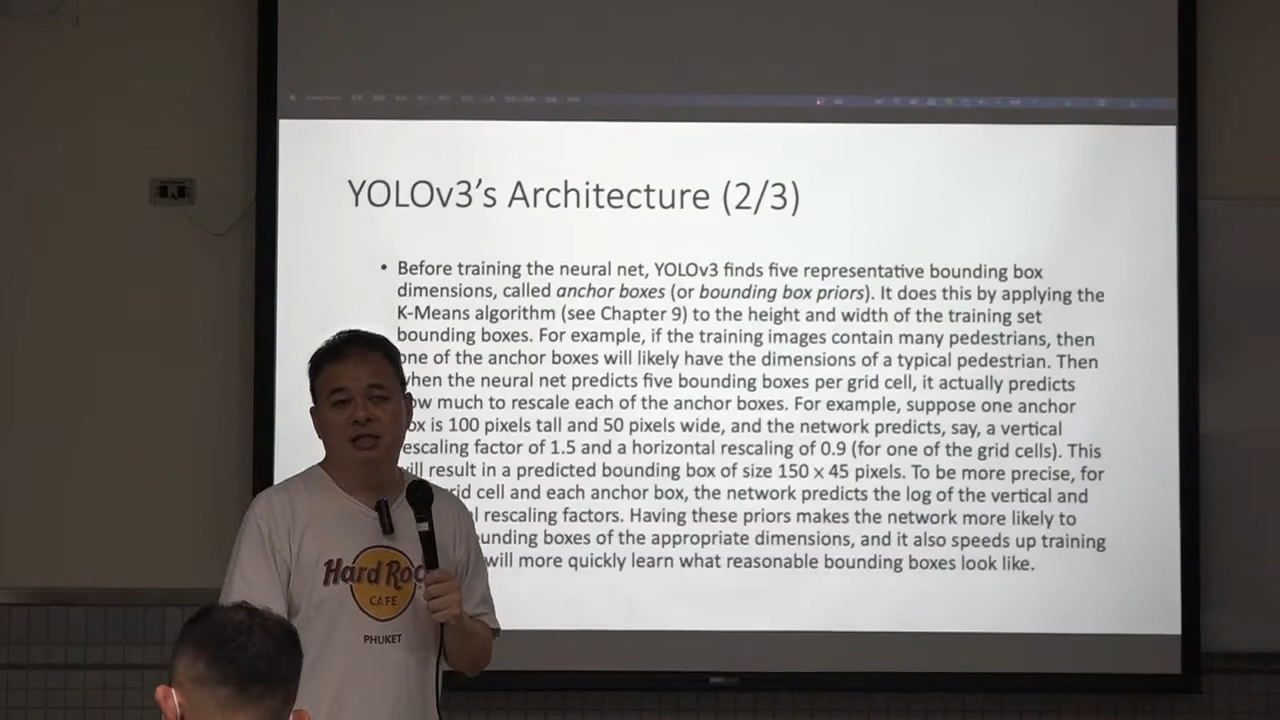 YOLOv3's Architecture (2/3)
• Before training the neural net, YOLOv3 finds five representative bounding box
dimensions, called anchor boxes (or bounding box priors). It does this by applying the
K-Means algorithm (see Chapter 9) to the height and width of the training set
bounding boxes. For example, if the training images contain many pedestrians, then
one of the anchor boxes will likely have the dimensions of a typical pedestrian. Then
when the neural net predicts five bounding boxes per grid cell, it actually predicts
how much to rescale each of the anchor boxes. For example, suppose one anchor
box is 100 pixels tall and 50 pixels wide, and the network predicts, say, a vertical
rescaling factor of 1.5 and a horizontal rescaling of 0.9 (for one of the grid cells). This
will result in a predicted bounding box of size 150 × 45 pixels. To be more precise, for
grid cell and each anchor box, the network predicts the log of the vertical and
rescaling factors. Having these priors makes the network more likely to
bounding boxes of the appropriate dimensions, and it also speeds up training
will more quickly learn what reasonable bounding boxes look like.
Hard Roc
CAFE
PHUKET